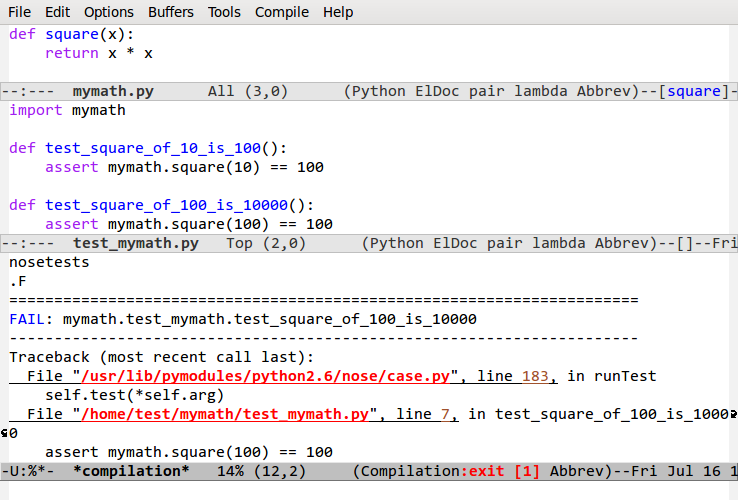 File Edit Options Buffers Tools Compile Help
def square(x):
    return x * x
--:---  mymath.py      All (3,0)      (Python ElDoc pair lambda Abbrev)--[square]-
import mymath
def test_square_of_10_is_100():
    assert mymath.square(10) == 100
def test_square_of_100_is_10000():
    assert mymath.square(100) == 100
--:---  test_mymath.py   Top (2,0)      (Python ElDoc pair lambda Abbrev)--[]--Fri
nosetests
.F
======================================================================
FAIL: mymath.test_mymath.test_square_of_100_is_10000
----------------------------------------------------------------------
Traceback (most recent call last):
  File "/usr/lib/pymodules/python2.6/nose/case.py", line 183, in runTest
    self.test(*self.arg)
  File "/home/test/mymath/test_mymath.py", line 7, in test_square_of_100_is_1000
0
    assert mymath.square(100) == 100
-U:%*-  *compilation*   14% (12,2)     (Compilation:exit [1] Abbrev)--Fri Jul 16 1